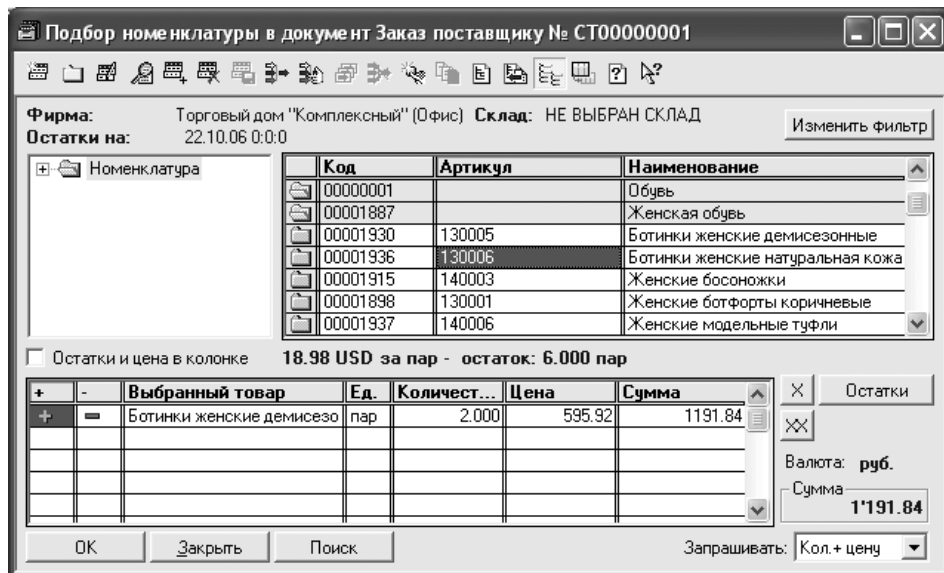 Подбор номенклатуры в документ Заказ поставщику № СТ00000001
Фирма: Торговый дом "Комплексный" (Офис) Склад: НЕ ВЫБРАН СКЛАД
Остатки на: 22.10.06 0:0:0
Изменить фильтр
Номенклатура
Код Артикул Наименование
00000001 Обувь
00001887 Женская обувь
00001930 130005 Ботинки женские демисезонные
00001936 130006 Ботинки женские натуральная кожа
00001915 140003 Женские босоножки
00001898 130001 Женские ботфорты коричневые
00001937 140006 Женские модельные туфли
Остатки и цена в колонке 18.98 USD за пар - остаток: 6.000 пар
+ - Выбранный товар Ед. Количест... Цена Сумма
Ботинки женские демисезо пар 2.000 595.92 1191.84
X Остатки
XX
Валюта: руб.
Сумма
1'191.84
OK Закрыть Поиск Запрашивать: Кол.+ цену